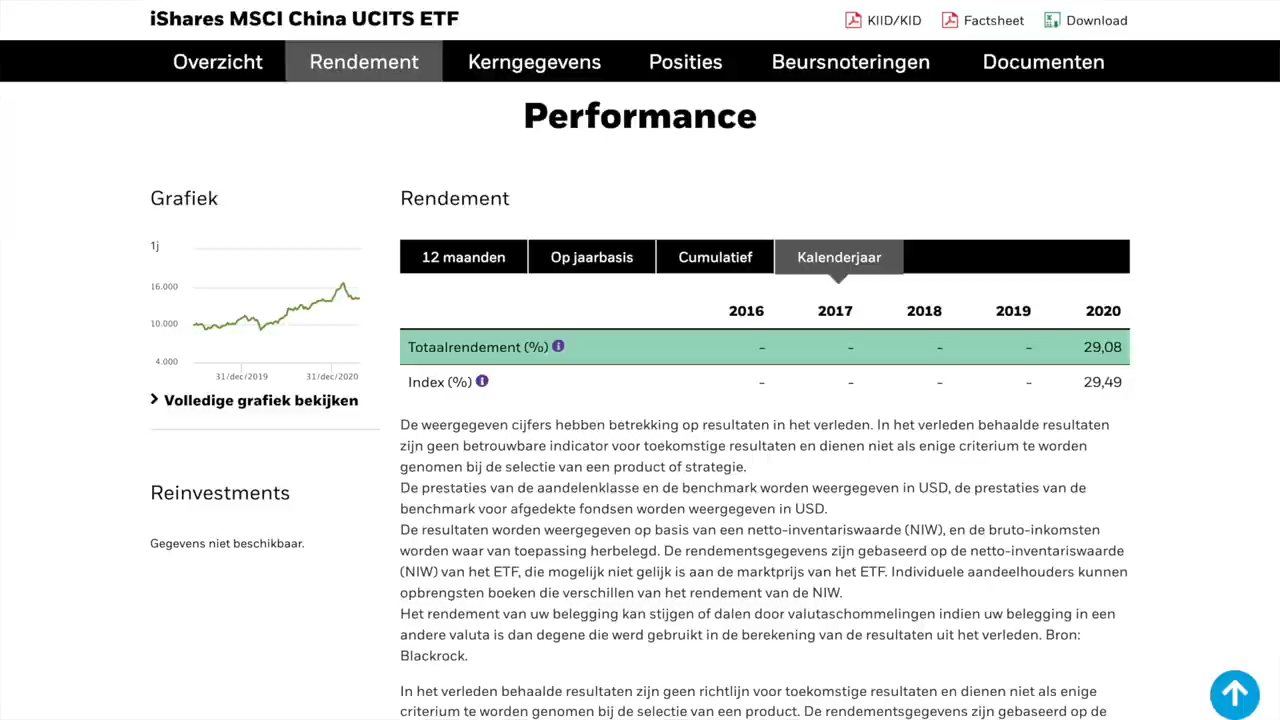 iShares MSCI China UCITS ETF
KIID/KID Factsheet Download
Overzicht Rendement Kerngegevens Posities Beursnoteringen Documenten
Performance
Grafiek
1j
16.000
10.000
4.000
31/dec/2019 31/dec/2020
Volledige grafiek bekijken
Reinvestments
Gegevens niet beschikbaar.
Rendement
12 maanden Op jaarbasis Cumulatief Kalenderjaar
2016 2017 2018 2019 2020
Totaalrendement (%) - - - - 29,08
Index (%) - - - - 29,49
De weergegeven cijfers hebben betrekking op resultaten in het verleden. In het verleden behaalde resultaten
zijn geen betrouwbare indicator voor toekomstige resultaten en dienen niet als enige criterium te worden
genomen bij de selectie van een product of strategie.
De prestaties van de aandelenklasse en de benchmark worden weergegeven in USD, de prestaties van de
benchmark voor afgedekte fondsen worden weergegeven in USD.
De resultaten worden weergegeven op basis van een netto-inventariswaarde (NIW), en de bruto-inkomsten
worden waar van toepassing herbelegd. De rendementsgegevens zijn gebaseerd op de netto-inventariswaarde
(NIW) van het ETF, die mogelijk niet gelijk is aan de marktprijs van het ETF. Individuele aandeelhouders kunnen
opbrengsten boeken die verschillen van het rendement van de NIW.
Het rendement van uw belegging kan stijgen of dalen door valutaschommelingen indien uw belegging in een
andere valuta is dan degene die werd gebruikt in de berekening van de resultaten uit het verleden. Bron:
Blackrock.
In het verleden behaalde resultaten zijn geen richtlijn voor toekomstige resultaten en dienen niet als enige
criterium te worden genomen bij de selectie van een product. De rendementsgegevens zijn gebaseerd op de